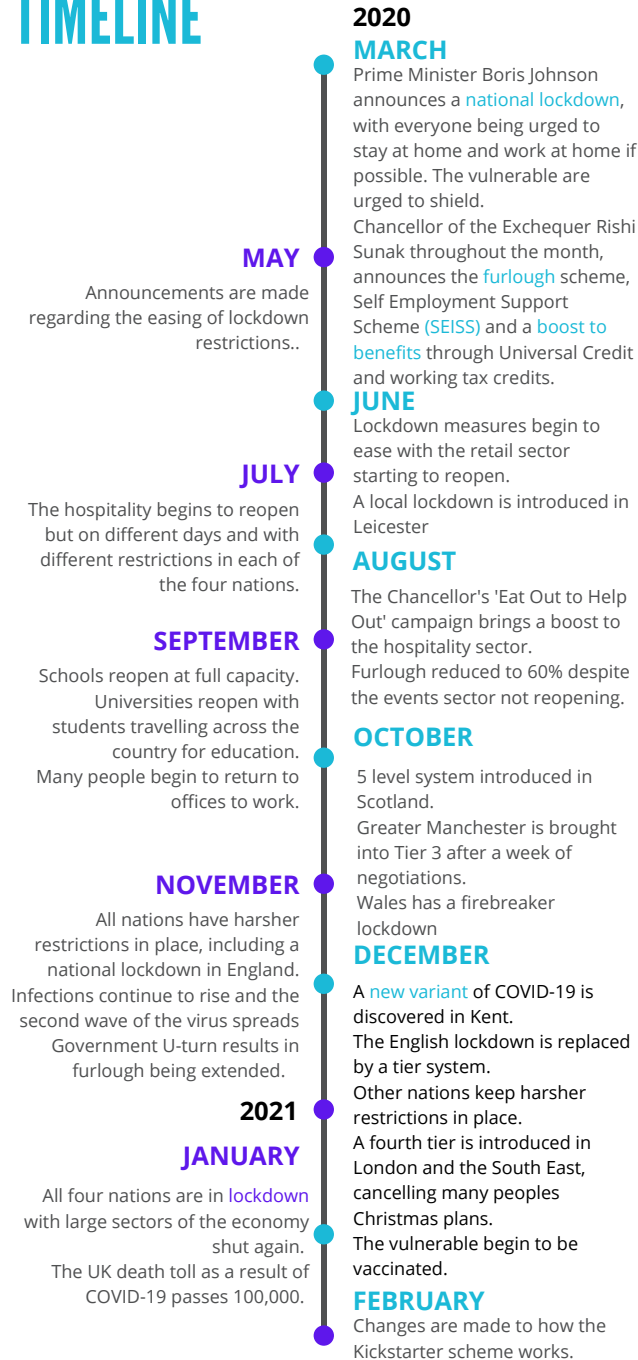 TIMELINE
2020
MARCH
Prime Minister Boris Johnson
announces a national lockdown,
with everyone being urged to
stay at home and work at home if
possible. The vulnerable are
urged to shield.
Chancellor of the Exchequer Rishi
Sunak throughout the month,
announces the furlough scheme,
Self Employment Support
Scheme (SEISS) and a boost to
benefits through Universal Credit
and working tax credits.
MAY
Announcements are made
regarding the easing of lockdown
restrictions..
JUNE
Lockdown measures begin to
ease with the retail sector
starting to reopen.
A local lockdown is introduced in
Leicester
JULY
The hospitality begins to reopen
but on different days and with
different restrictions in each of
the four nations.
AUGUST
The Chancellor's 'Eat Out to Help
Out' campaign brings a boost to
the hospitality sector.
Furlough reduced to 60% despite
the events sector not reopening.
SEPTEMBER
Schools reopen at full capacity.
Universities reopen with
students travelling across the
country for education.
Many people begin to return to
offices to work.
OCTOBER
5 level system introduced in
Scotland.
Greater Manchester is brought
into Tier 3 after a week of
negotiations.
Wales has a firebreaker
lockdown
NOVEMBER
All nations have harsher
restrictions in place, including a
national lockdown in England.
Infections continue to rise and the
second wave of the virus spreads
Government U-turn results in
furlough being extended.
DECEMBER
A new variant of COVID-19 is
discovered in Kent.
The English lockdown is replaced
by a tier system.
Other nations keep harsher
restrictions in place.
A fourth tier is introduced in
London and the South East,
cancelling many peoples
Christmas plans.
The vulnerable begin to be
vaccinated.
2021
JANUARY
All four nations are in lockdown
with large sectors of the economy
shut again.
The UK death toll as a result of
COVID-19 passes 100,000.
FEBRUARY
Changes are made to how the
Kickstarter scheme works.